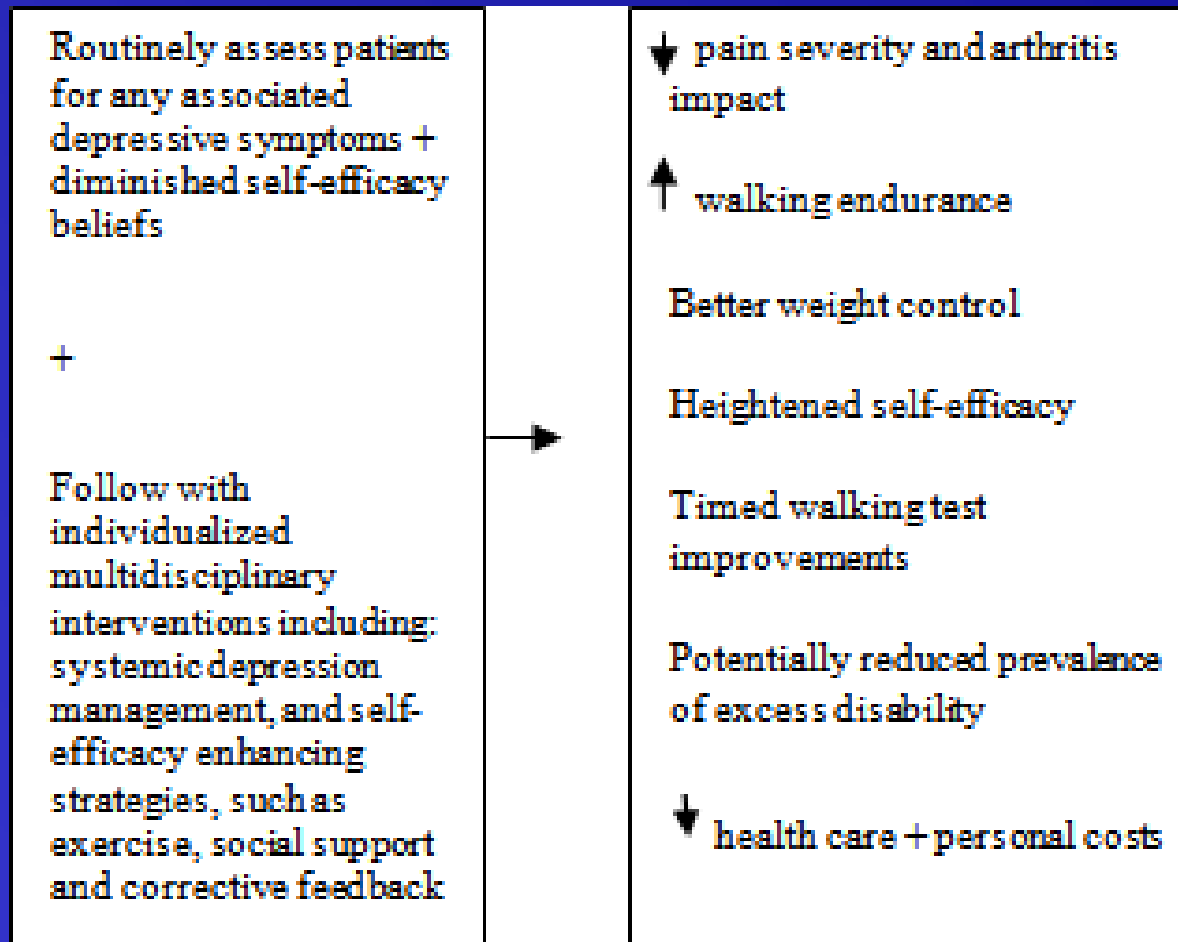 Routinely assess patients
for any associated
depressive symptoms +
diminished self-efficacy
beliefs
+
Follow with
individualized
multidisciplinary
interventions including:
systemic depression
management, and self-
efficacy enhancing
strategies, such as
exercise, social support
and corrective feedback
↓ pain severity and arthritis
impact
↑ walking endurance
Better weight control
Heightened self-efficacy
Timed walking test
improvements
Potentially reduced prevalence
of excess disability
↓ health care + personal costs